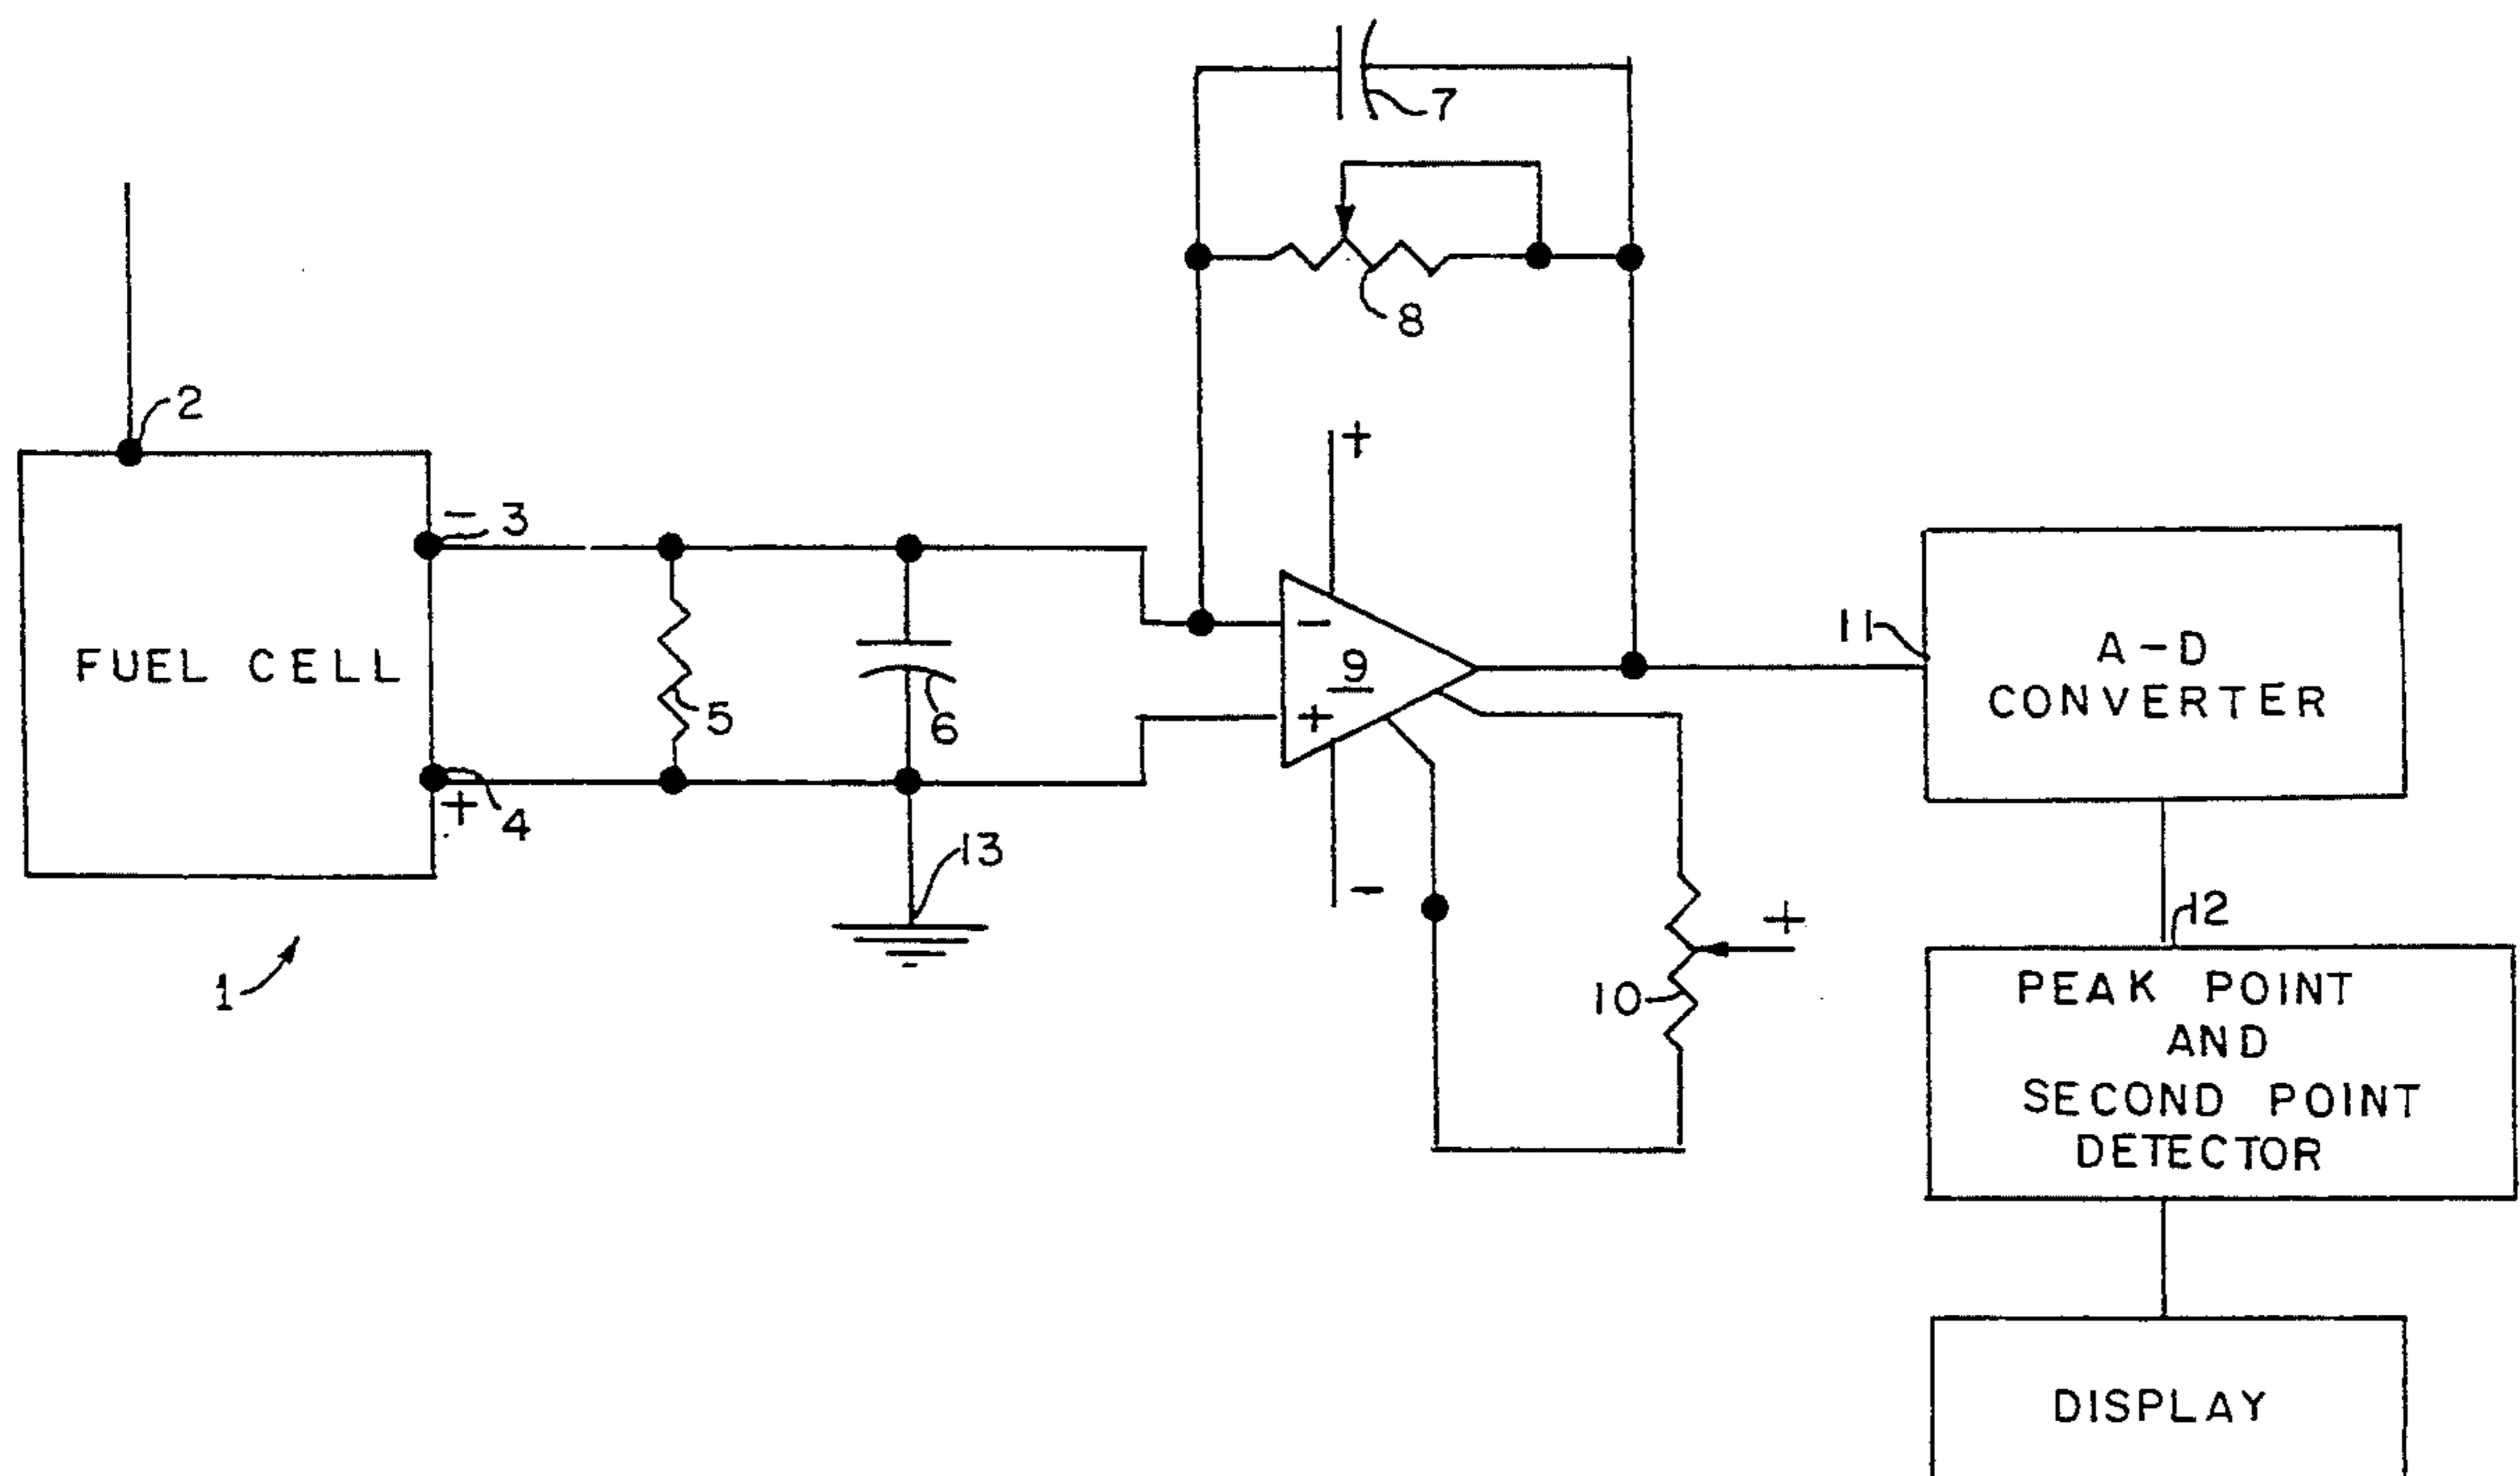 7
8
2
+
- 3
FUEL CELL
5
6
-
9
+
11
A-D
CONVERTER
+ 4
13
-
12
+
10
1
PEAK POINT
AND
SECOND POINT
DETECTOR
DISPLAY